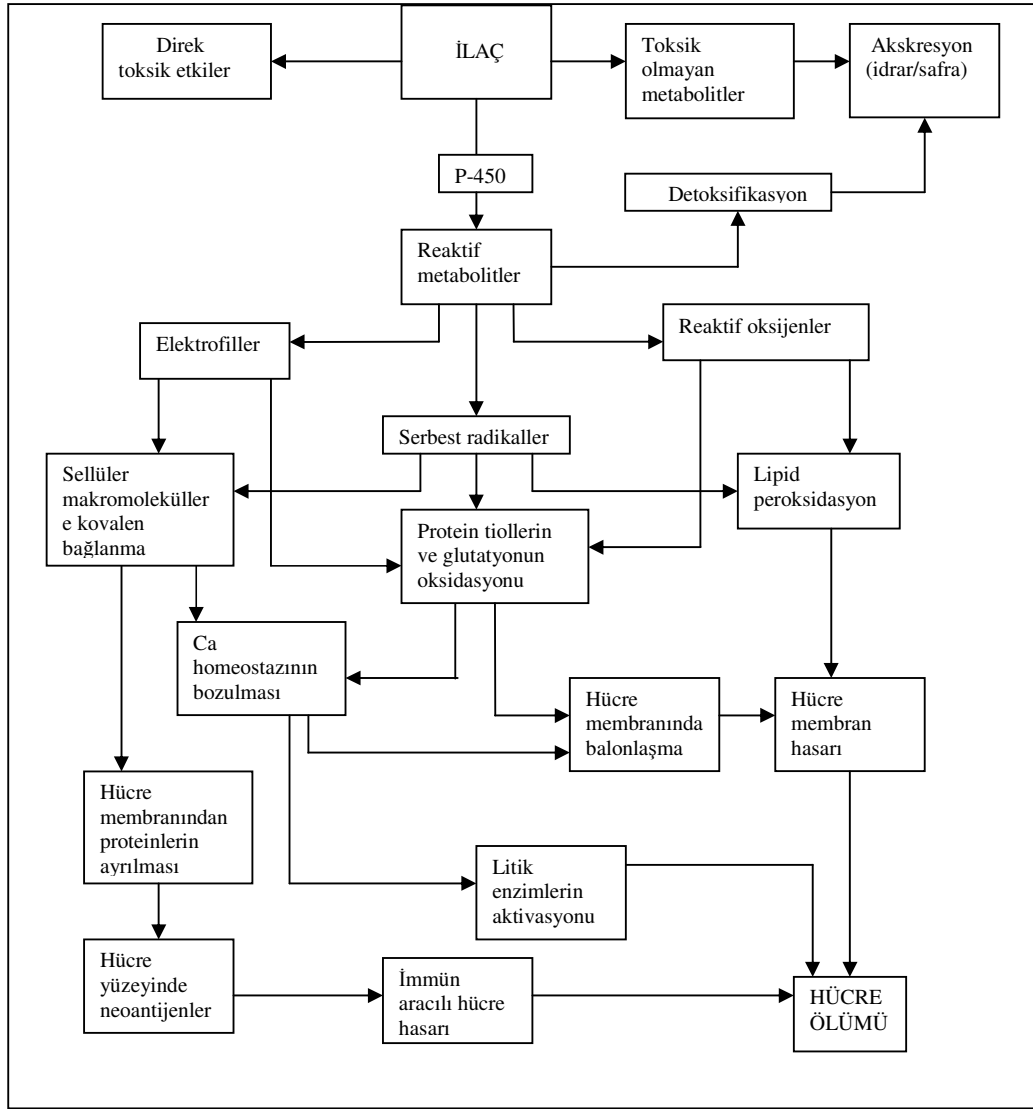 Direk
toksik etkiler
İLAÇ
Toksik
olmayan
metabolitler
Akskresyon
(idrar/safra)
P-450
Detoksifikasyon
Reaktif
metabolitler
Elektrofiller
Reaktif oksijenler
Serbest radikaller
Sellüler
makromoleküller
e kovalen
bağlanma
Lipid
peroksidasyon
Protein tiollerin
ve glutatyonun
oksidasyonu
Ca
homeostazının
bozulması
Hücre
membranında
balonlaşma
Hücre
membran
hasarı
Hücre
membranından
proteinlerin
ayrılması
Litik
enzimlerin
aktivasyonu
Hücre
yüzeyinde
neoantijenler
İmmün
aracılı hücre
hasarı
HÜCRE
ÖLÜMÜ